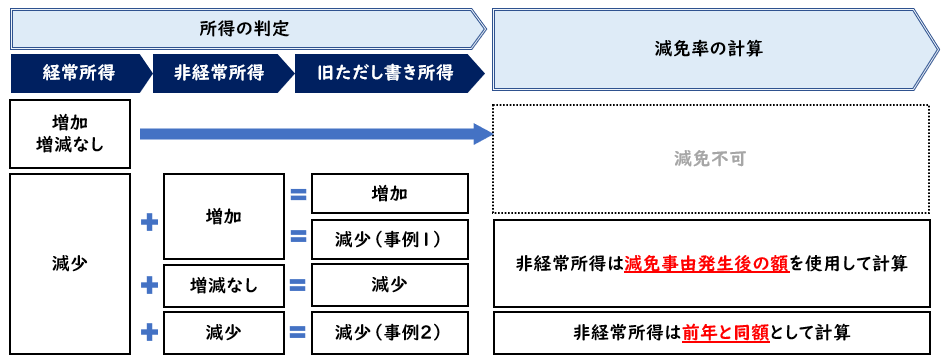 所得の判定
減免率の計算
経常所得
非経常所得
旧ただし書き所得
増加
増減なし
減免不可
減少
+
増加
=
増加
=
減少（事例1）
非経常所得は減免事由発生後の額を使用して計算
+
増減なし
=
減少
+
減少
=
減少（事例2）
非経常所得は前年と同額として計算